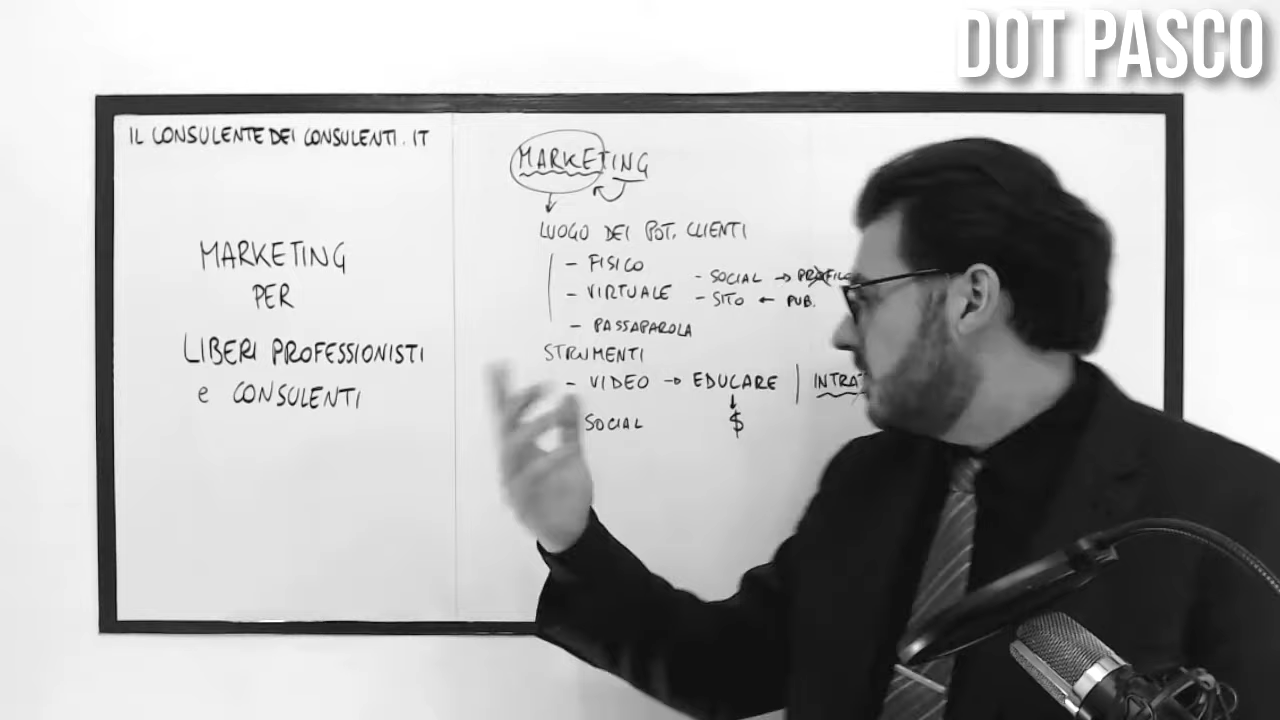 DOT PASCO
IL CONSULENTE DEI CONSULENTI.IT
MARKETING
PER
LIBERI PROFESSIONISTI
e CONSULENTI
MARKETING
LUOGO DEI POT. CLIENTI
- FISICO
- VIRTUALE - SOCIAL →
- SITO ← PUB.
- PASSAPAROLA
STRUMENTI
- VIDEO → EDUCARE |
SOCIAL $